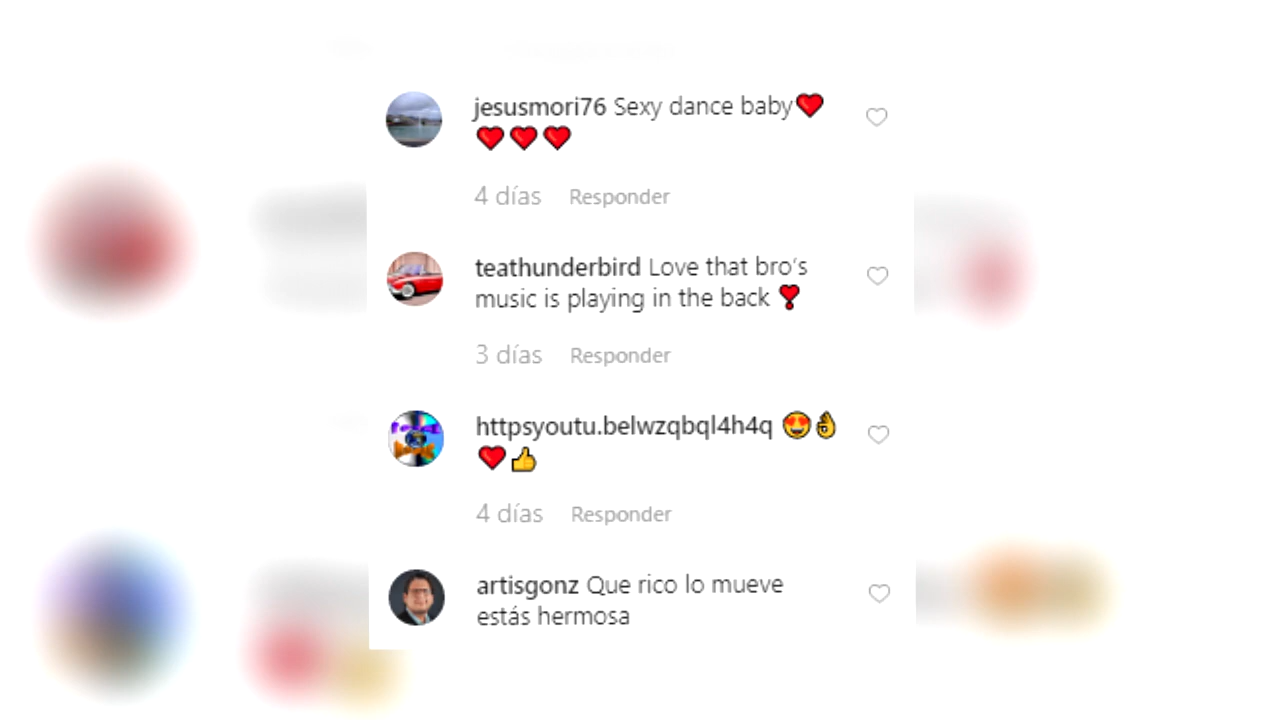 jesusmori76 Sexy dance baby❤️
❤️❤️❤️
4 días Responder
teathunderbird Love that bro's
music is playing in the back ❣️
3 días Responder
httpsyoutu.belwzqbql4h4q 😍👌
❤️👍
4 días Responder
artisgonz Que rico lo mueve
estás hermosa